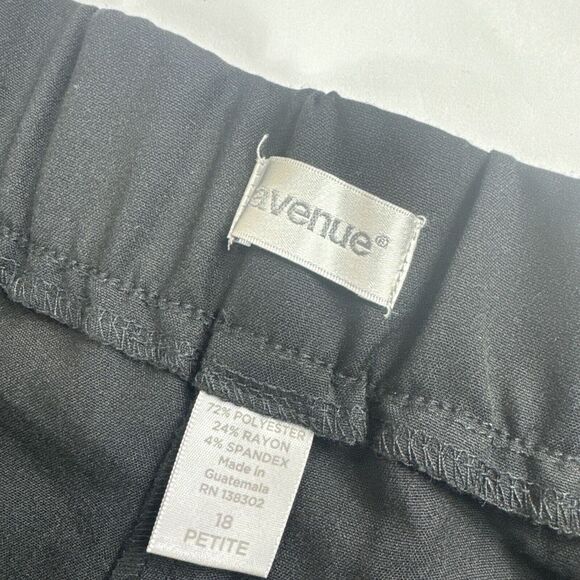 avenue®
72% POLYESTER
24% RAYON
4% SPANDEX
Made in
Guatemala
RN 138302
18
PETITE